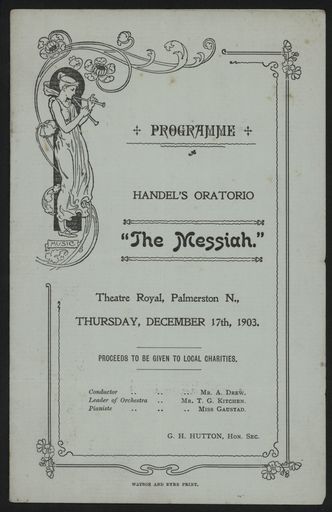 PROGRAMME
HANDEL'S ORATORIO
"The Messiah."
MUSIC
Theatre Royal, Palmerston N.,
THURSDAY, DECEMBER 17th, 1903.
PROCEEDS TO BE GIVEN TO LOCAL CHARITIES.
Conductor .. .. .. Mr. A. Drew.
Leader of Orchestra .. Mr. T. G. Kitchen.
Pianiste .. .. .. Miss Gaustad.
G. H. HUTTON, Hon. Sec.
WATSON AND EYRE PRINT.